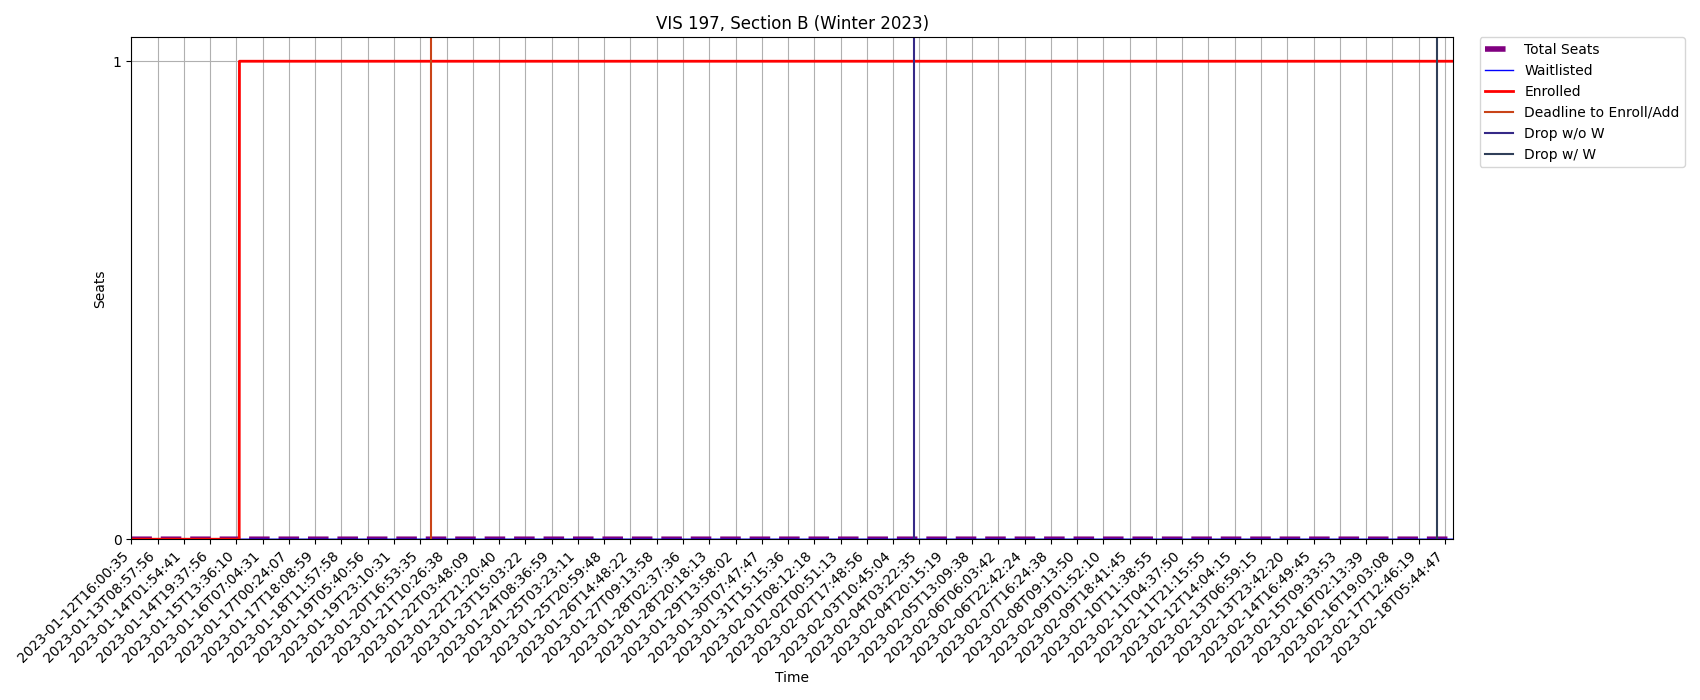 VIS 197, Section B (Winter 2023)
Total Seats
Waitlisted
Enrolled
Deadline to Enroll/Add
Drop w/o W
Drop w/ W
1
Seats
0
2023-01-12T16:00:35
2023-01-13T08:57:56
2023-01-14T01:54:41
2023-01-14T19:37:56
2023-01-15T13:36:10
2023-01-16T07:04:31
2023-01-17T00:24:07
2023-01-17T18:08:59
2023-01-18T11:57:58
2023-01-19T05:40:56
2023-01-19T23:10:31
2023-01-20T16:53:35
2023-01-21T10:26:38
2023-01-22T03:48:09
2023-01-22T21:20:40
2023-01-23T15:03:22
2023-01-24T08:36:59
2023-01-25T03:23:11
2023-01-25T20:59:48
2023-01-26T14:48:22
2023-01-27T09:13:58
2023-01-28T02:37:36
2023-01-28T20:18:13
2023-01-29T13:58:02
2023-01-30T07:47:47
2023-01-31T15:15:36
2023-02-01T08:12:18
2023-02-02T00:51:13
2023-02-02T17:48:56
2023-02-03T10:45:04
2023-02-04T03:22:35
2023-02-04T20:15:19
2023-02-05T13:09:38
2023-02-06T06:03:42
2023-02-06T22:42:24
2023-02-07T16:24:38
2023-02-08T09:13:50
2023-02-09T01:52:10
2023-02-09T18:41:45
2023-02-10T11:38:55
2023-02-11T04:37:50
2023-02-11T21:15:55
2023-02-12T14:04:15
2023-02-13T06:59:15
2023-02-13T23:42:20
2023-02-14T16:49:45
2023-02-15T09:33:53
2023-02-16T02:13:39
2023-02-16T19:03:08
2023-02-17T12:46:19
2023-02-18T05:44:47
Time